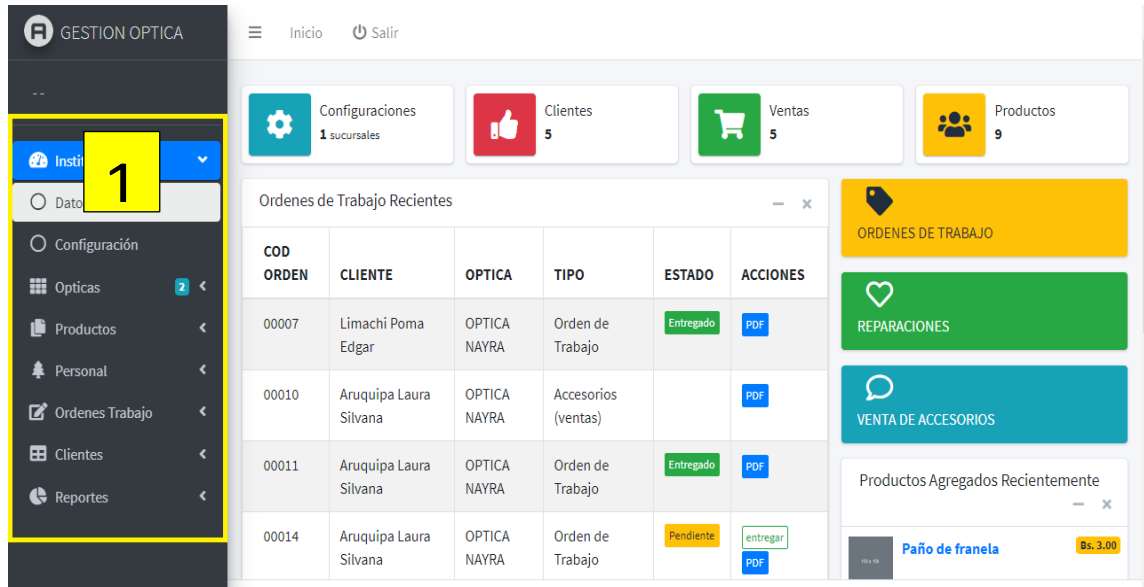 A GESTION OPTICA
Inicio
Salir
--
Configuraciones
1 sucursales
Clientes
5
Ventas
5
Productos
9
1
Configuración
Opticas 2
Productos
Personal
Ordenes Trabajo
Clientes
Reportes
Ordenes de Trabajo Recientes
COD ORDEN CLIENTE OPTICA TIPO ESTADO ACCIONES
00007 Limachi Poma Edgar OPTICA NAYRA Orden de Trabajo Entregado PDF
00010 Aruquipa Laura Silvana OPTICA NAYRA Accesorios (ventas) PDF
00011 Aruquipa Laura Silvana OPTICA NAYRA Orden de Trabajo Entregado PDF
00014 Aruquipa Laura Silvana OPTICA NAYRA Orden de Trabajo Pendiente entregar PDF
ORDENES DE TRABAJO
REPARACIONES
VENTA DE ACCESORIOS
Productos Agregados Recientemente
Paño de franela Bs. 3.00